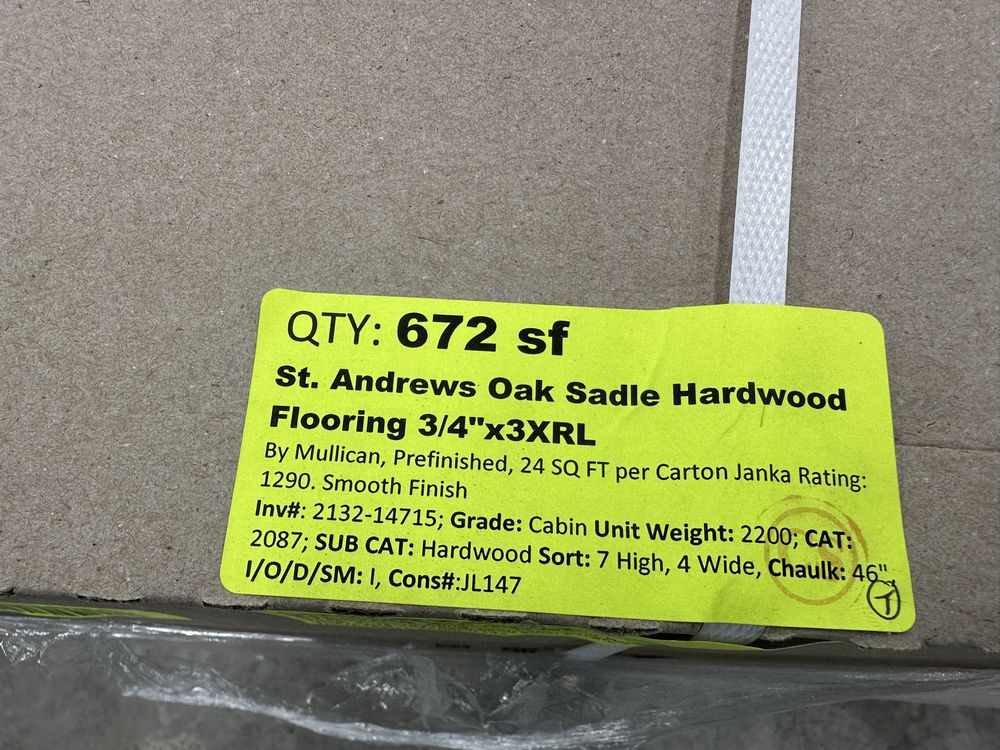 QTY: 672 sf
St. Andrews Oak Sadle Hardwood
Flooring 3/4"x3XRL
By Mullican, Prefinished, 24 SQ FT per Carton Janka Rating:
1290. Smooth Finish
Inv#: 2132-14715; Grade: Cabin Unit Weight: 2200; CAT:
2087; SUB CAT: Hardwood Sort: 7 High, 4 Wide, Chaulk: 46"
I/O/D/SM: I, Cons#:JL147